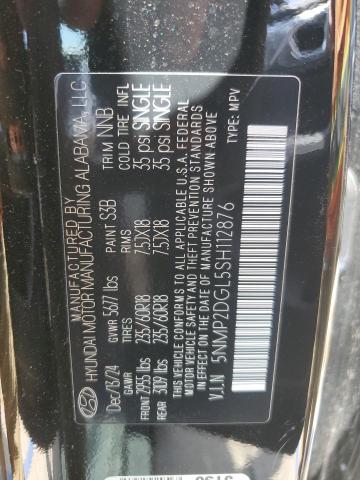 MANUFACTURED BY
HYUNDAI MOTOR MANUFACTURING ALABAMA, LLC
Dec/13/24 GVWR 5677 lbs PAINT S3B TRIM NNB
GAWR TIRES RIMS COLD TIRE INFL
FRONT 2955 lbs 235/60R18 7.5JX18 35 PSI SINGLE
REAR 3109 lbs 235/60R18 7.5JX18 35 PSI SINGLE
THIS VEHICLE CONFORMS TO ALL APPLICABLE U.S.A. FEDERAL
MOTOR VEHICLE SAFETY, BUMPER, AND THEFT PREVENTION
STANDARDS IN EFFECT ON THE DATE OF MANUFACTURE SHOWN ABOVE.
V.I.N 5NMP2DGL5SH112876 TYPE: MPV